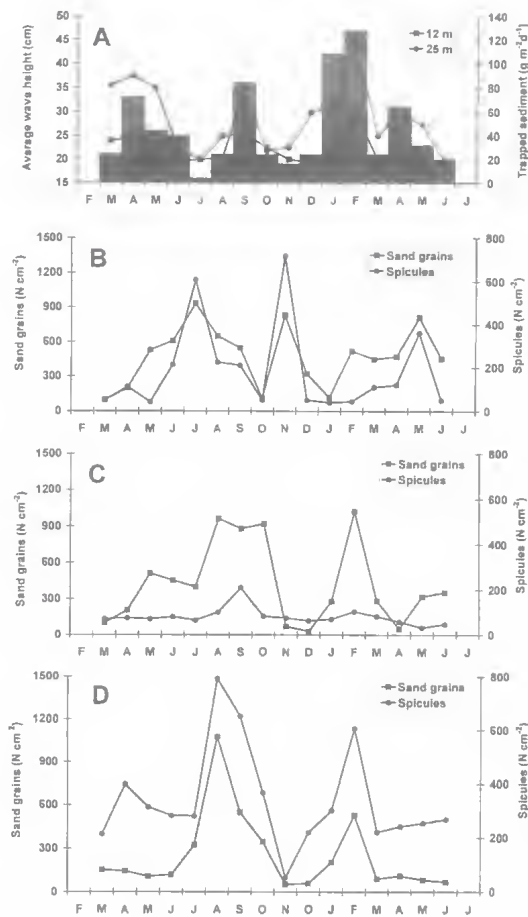 A
Average wave height (cm)
50
45
40
35
30
25
20
15
12 m
25 m
140
120
100
80
60
40
20
0
Trapped sediment (g m⁻²d⁻¹)
F M A M J J A S O N D J F M A M J J
B
Sand grains (N cm⁻²)
1500
1200
900
600
300
0
Sand grains
Spicules
800
600
400
200
0
Spicules (N cm⁻²)
F M A M J J A S O N D J F M A M J J
C
Sand grains (N cm⁻²)
1500
1200
900
600
300
0
Sand grains
Spicules
800
600
400
200
0
Spicules (N cm⁻²)
F M A M J J A S O N D J F M A M J J
D
Sand grains (N cm⁻²)
1500
1200
900
600
300
0
Sand grains
Spicules
800
600
400
200
0
Spicules (N cm⁻²)
F M A M J J A S O N D J F M A M J J